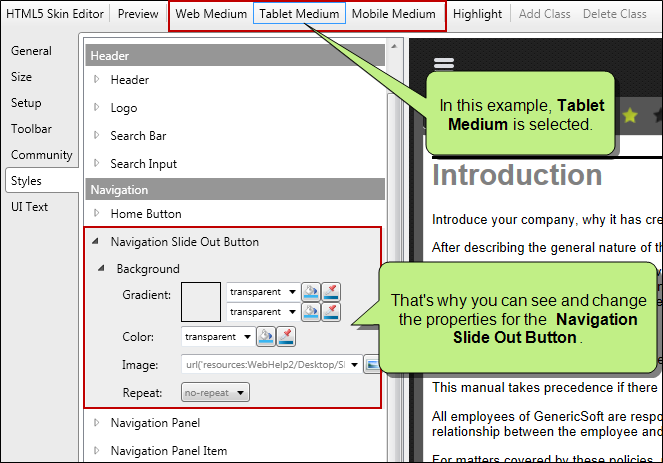 HTML5 Skin Editor Preview Web Medium Tablet Medium Mobile Medium Highlight Add Class Delete Class
General
Size
Setup
Toolbar
Community
Styles
UI Text
Header
Header
Logo
Search Bar
Search Input
Navigation
Home Button
Navigation Slide Out Button
Background
Gradient: transparent
transparent
Color: transparent
Image: url('resources:WebHelp2/Desktop/Sl
Repeat: no-repeat
Navigation Panel
Navigation Panel Item
In this example, Tablet
Medium is selected.
Introduction
Introduce your company, why it has cre
After describing the general nature of th
That's why you can see and change
the properties for the Navigation
Slide Out Button.
This manual takes precedence if there
All employees of GenericSoft are respo
relationship between the employee and
For matters covered by these policies,